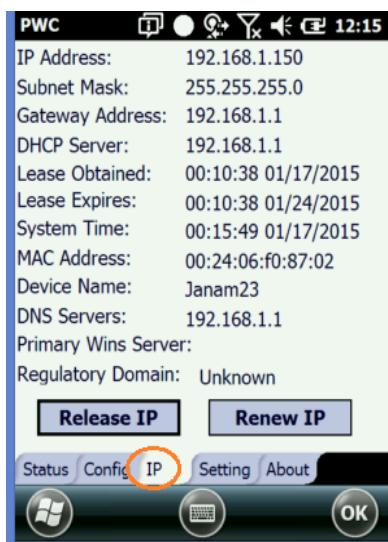 PWC 12:15
IP Address: 192.168.1.150
Subnet Mask: 255.255.255.0
Gateway Address: 192.168.1.1
DHCP Server: 192.168.1.1
Lease Obtained: 00:10:38 01/17/2015
Lease Expires: 00:10:38 01/24/2015
System Time: 00:15:49 01/17/2015
MAC Address: 00:24:06:f0:87:02
Device Name: Janam23
DNS Servers: 192.168.1.1
Primary Wins Server:
Regulatory Domain: Unknown
Release IP Renew IP
Status Config IP Setting About
OK